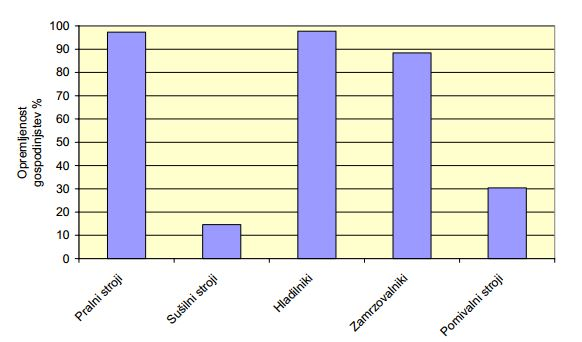 Opremljenost
gospodinjstev %
100
90
80
70
60
50
40
30
20
10
0
Pralni stroji
Sušilni stroji
Hladilniki
Zamrzovalniki
Pomivalni stroji